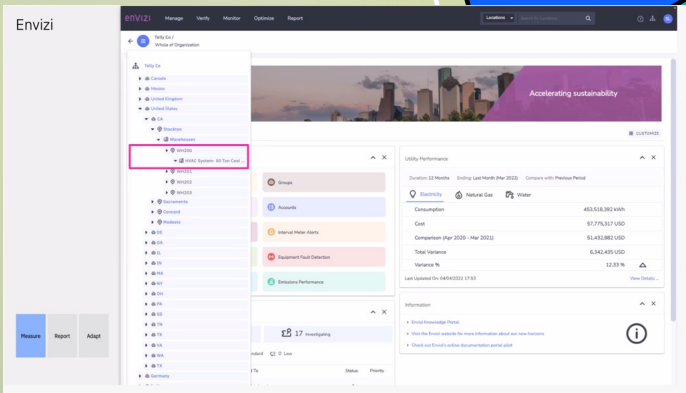 Envizi
Measure
Report
Adapt
envizi
Manage
Verify
Monitor
Optimize
Report
Locations
Search for Locations
Telly Co /
Whole of Organization
Telly Co
Canada
Mexico
United Kingdom
United States
CA
Stockton
Warehouses
WH200
HVAC System- 50 Ton Cool ...
WH201
WH202
WH203
Sacramento
Concord
Modesto
DE
GA
IL
IN
MA
NY
OH
PA
SD
TN
TX
VA
WA
TX
Germany
Accelerating sustainability
CUSTOMIZE
Groups
Accounts
Interval Meter Alerts
Equipment Fault Detection
Emissions Performance
17 Investigating
0 Low
Status
Priority
Utility Performance
Duration: 12 Months
Ending: Last Month (Mar 2022)
Compare with Previous Period
Electricity
Natural Gas
Water
Consumption 453,518,392 kWh
Cost 57,775,317 USD
Comparison (Apr 2020 - Mar 2021) 51,432,882 USD
Total Variance 6,342,435 USD
Variance % 12.33 %
Last Updated On: 04/04/2022 17:53
View Details...
Information
Envizi Knowledge Portal
Visit the Envizi website for more information about our new horizons
Check out Envizi's online documentation portal pilot